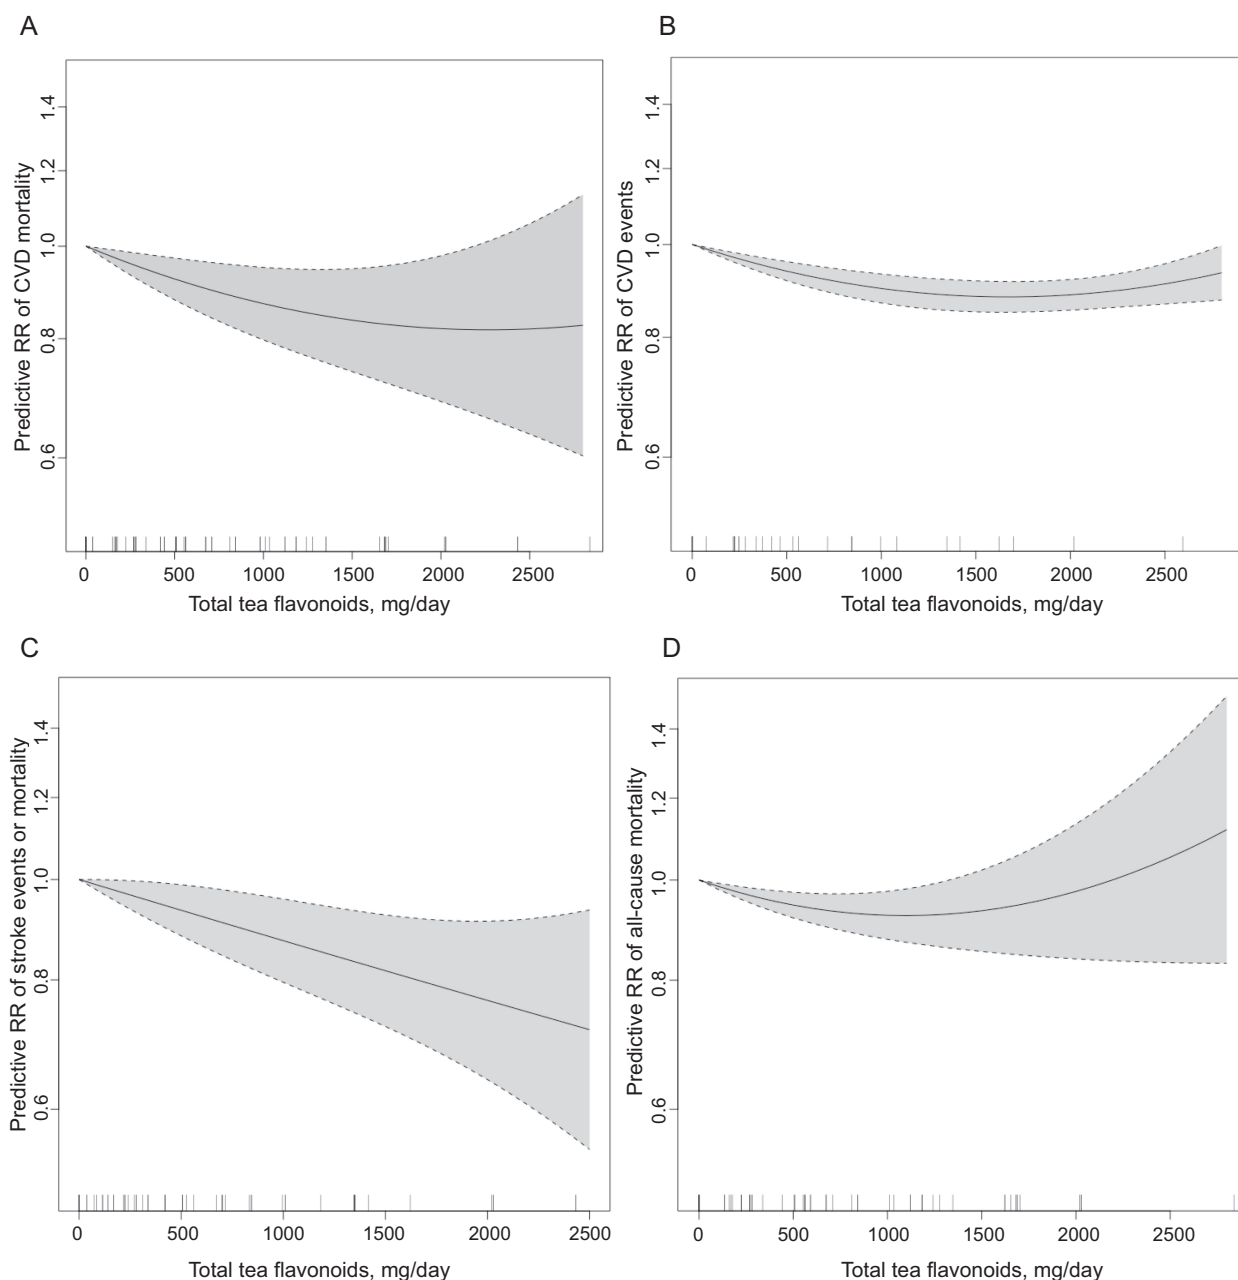 A
Predictive RR of CVD mortality
1.4
1.2
1.0
0.8
0.6
0 500 1000 1500 2000 2500
Total tea flavonoids, mg/day
B
Predictive RR of CVD events
1.4
1.2
1.0
0.8
0.6
0 500 1000 1500 2000 2500
Total tea flavonoids, mg/day
C
Predictive RR of stroke events or mortality
1.4
1.2
1.0
0.8
0.6
0 500 1000 1500 2000 2500
Total tea flavonoids, mg/day
D
Predictive RR of all-cause mortality
1.4
1.2
1.0
0.8
0.6
0 500 1000 1500 2000 2500
Total tea flavonoids, mg/day